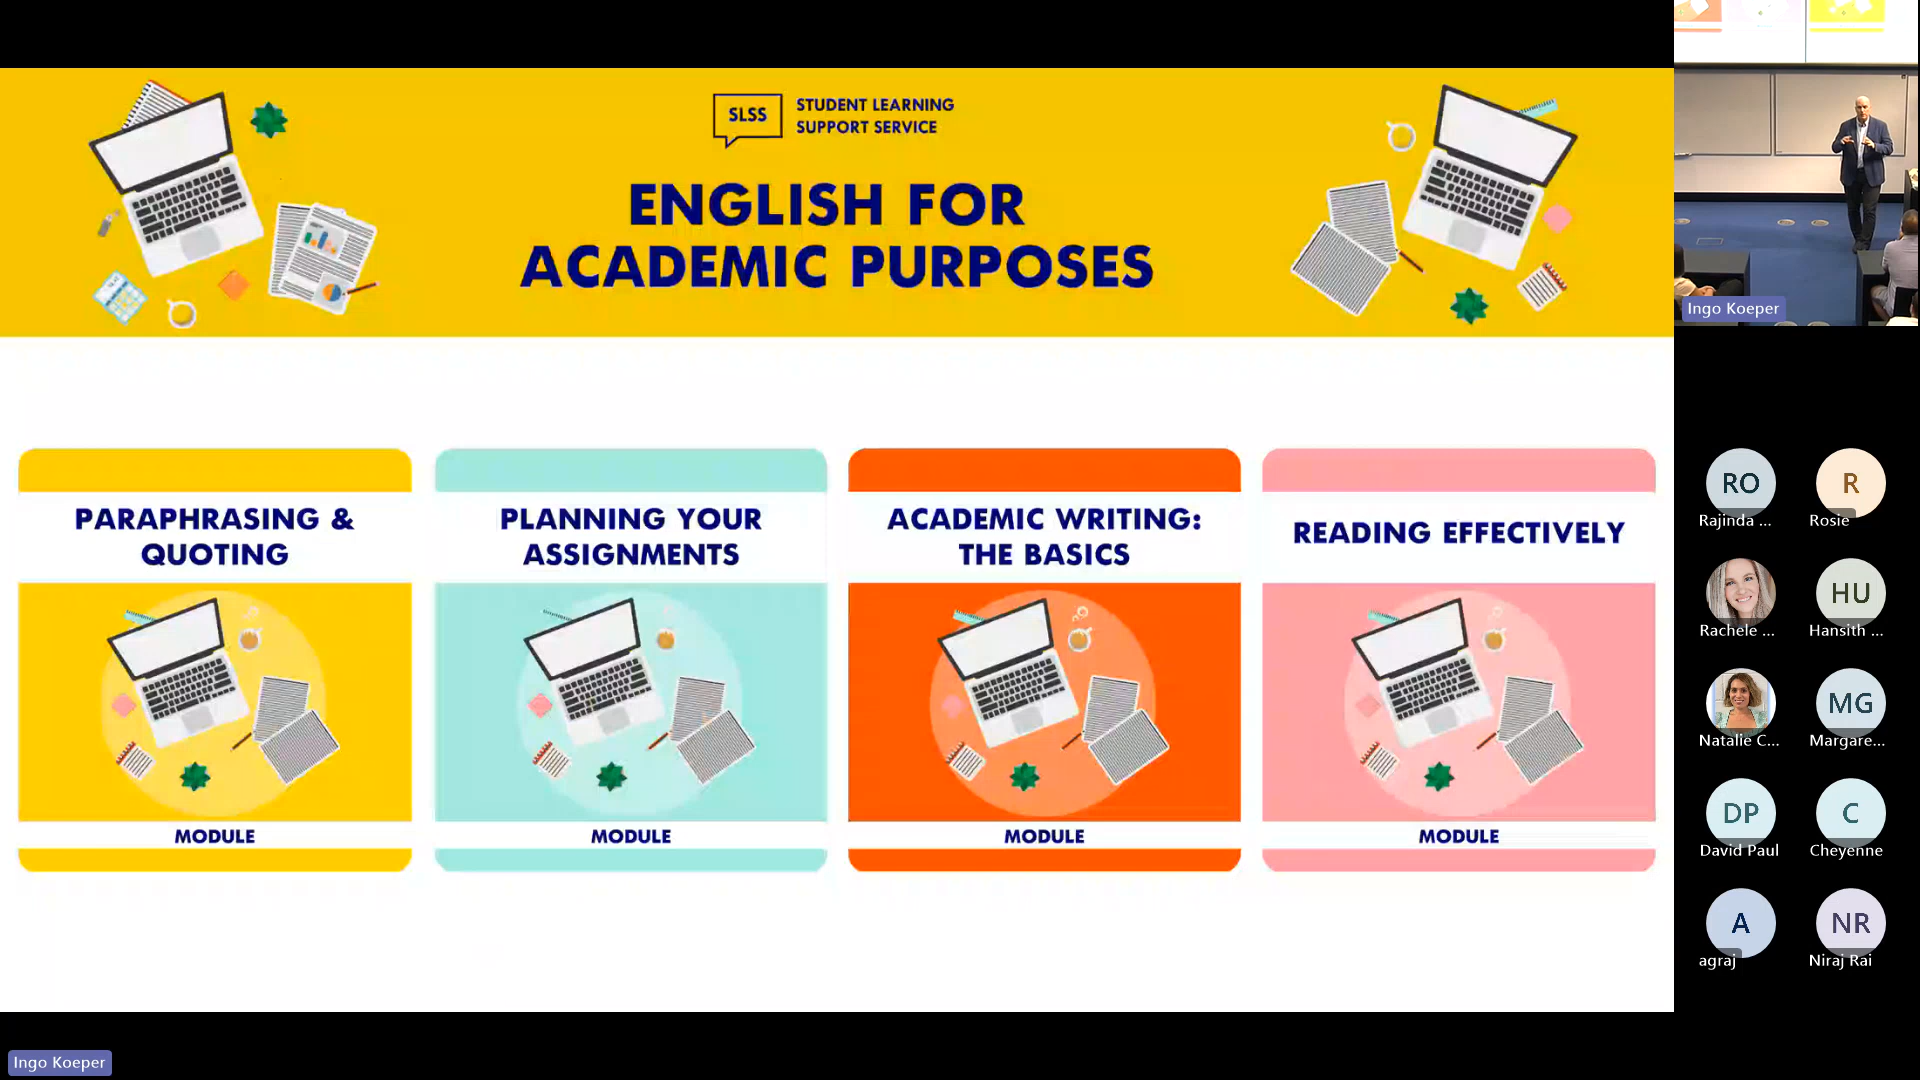 SLSS
STUDENT LEARNING
SUPPORT SERVICE
ENGLISH FOR
ACADEMIC PURPOSES
PARAPHRASING &
QUOTING
MODULE
PLANNING YOUR
ASSIGNMENTS
MODULE
ACADEMIC WRITING:
THE BASICS
MODULE
READING EFFECTIVELY
MODULE
Ingo Koeper
RO
Rajinda ...
R
Rosie
Rachele ...
HU
Hansith ...
Natalie C...
MG
Margare...
DP
David Paul
C
Cheyenne
A
agraj
NR
Niraj Rai
Ingo Koeper